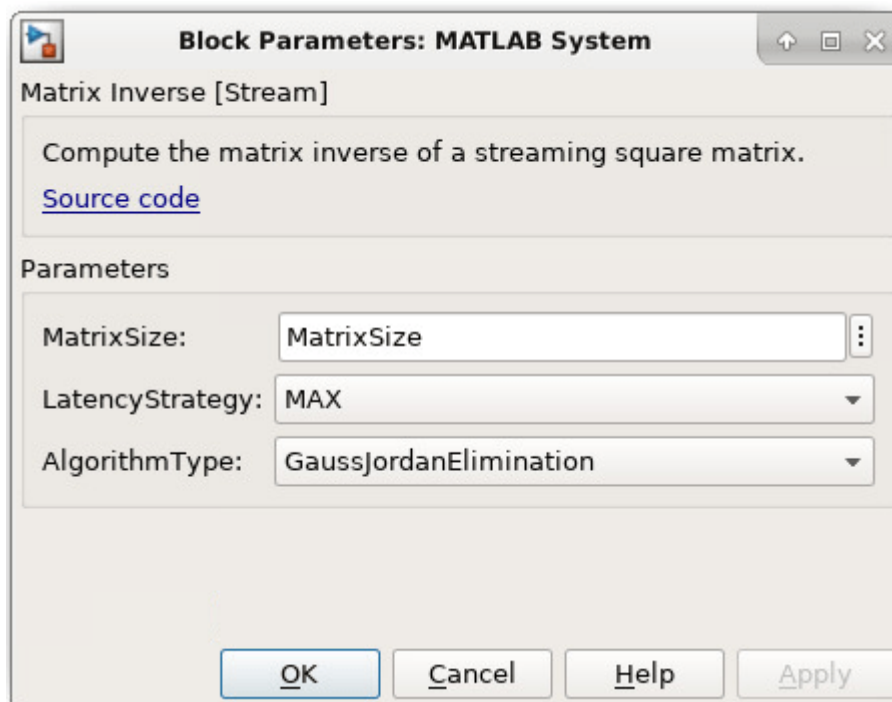 Block Parameters: MATLAB System
Matrix Inverse [Stream]
Compute the matrix inverse of a streaming square matrix.
Source code
Parameters
MatrixSize: MatrixSize
LatencyStrategy: MAX
AlgorithmType: GaussJordanElimination
OK Cancel Help Apply